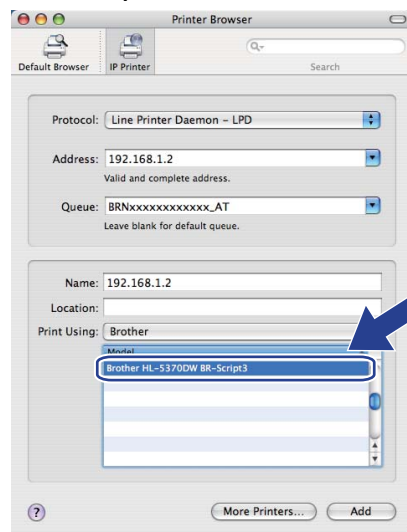 Printer Browser
Default Browser
IP Printer
Q-
Search
Protocol: Line Printer Daemon – LPD
Address: 192.168.1.2
Valid and complete address.
Queue: BRNxxxxxxxxxxxx_AT
Leave blank for default queue.
Name: 192.168.1.2
Location:
Print Using: Brother
Model
Brother HL-5370DW BR-Script3
?
More Printers...
Add